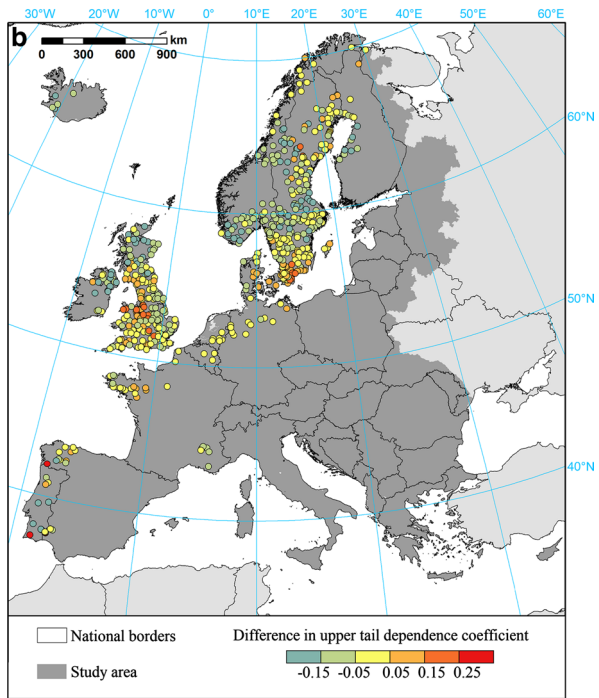 30°W 20°W 10°W 0° 10°E 20°E 30°E 40°E 50°E 60°E
b
km
0 300 600 900
60°N
50°N
40°N
National borders
Study area
Difference in upper tail dependence coefficient
-0.15 -0.05 0.05 0.15 0.25